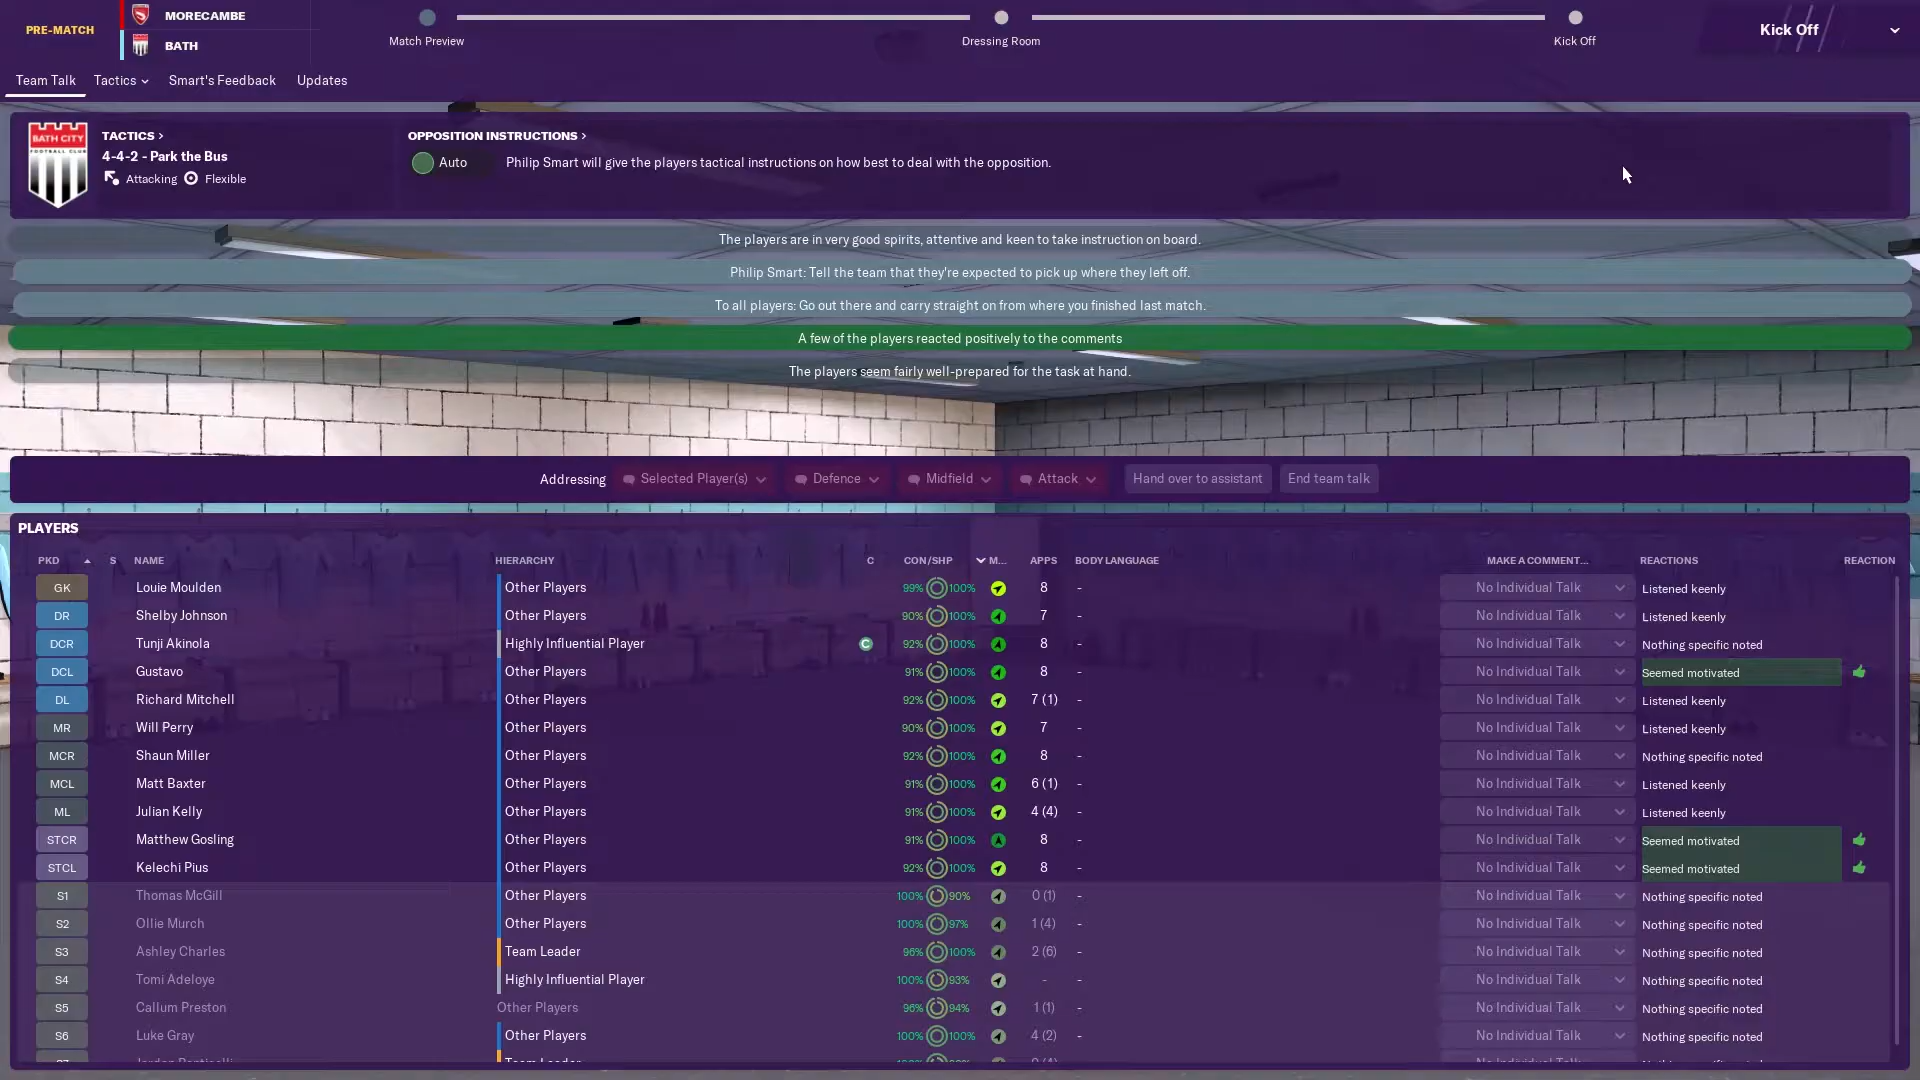 PRE-MATCH
MORECAMBE
BATH
Match Preview
Dressing Room
Kick Off
Kick Off
Team Talk Tactics Smart's Feedback Updates
BATH CITY
FOOTBALL CLUB
TACTICS >
4-4-2 - Park the Bus
Attacking Flexible
OPPOSITION INSTRUCTIONS >
Auto Philip Smart will give the players tactical instructions on how best to deal with the opposition.
The players are in very good spirits, attentive and keen to take instruction on board.
Philip Smart: Tell the team that they're expected to pick up where they left off.
To all players: Go out there and carry straight on from where you finished last match.
A few of the players reacted positively to the comments
The players seem fairly well-prepared for the task at hand.
Addressing Selected Player(s) Defence Midfield Attack Hand over to assistant End team talk
PLAYERS
PKD S NAME HIERARCHY C CON/SHP M... APPS BODY LANGUAGE MAKE A COMMENT... REACTIONS REACTION
GK Louie Moulden Other Players 99% 100% 8 - No Individual Talk Listened keenly
DR Shelby Johnson Other Players 90% 100% 7 - No Individual Talk Listened keenly
DCR Tunji Akinola Highly Influential Player C 92% 100% 8 - No Individual Talk Nothing specific noted
DCL Gustavo Other Players 91% 100% 8 - No Individual Talk Seemed motivated
DL Richard Mitchell Other Players 92% 100% 7 (1) - No Individual Talk Listened keenly
MR Will Perry Other Players 90% 100% 7 - No Individual Talk Listened keenly
MCR Shaun Miller Other Players 92% 100% 8 - No Individual Talk Nothing specific noted
MCL Matt Baxter Other Players 91% 100% 6 (1) - No Individual Talk Listened keenly
ML Julian Kelly Other Players 91% 100% 4 (4) - No Individual Talk Listened keenly
STCR Matthew Gosling Other Players 91% 100% 8 - No Individual Talk Seemed motivated
STCL Kelechi Pius Other Players 92% 100% 8 - No Individual Talk Seemed motivated
S1 Thomas McGill Other Players 100% 90% 0 (1) - No Individual Talk Nothing specific noted
S2 Ollie Murch Other Players 100% 97% 1 (4) - No Individual Talk Nothing specific noted
S3 Ashley Charles Team Leader 96% 100% 2 (6) - No Individual Talk Nothing specific noted
S4 Tomi Adeloye Highly Influential Player 100% 93% - - No Individual Talk Nothing specific noted
S5 Callum Preston Other Players 96% 94% 1 (1) - No Individual Talk Nothing specific noted
S6 Luke Gray Other Players 100% 100% 4 (2) - No Individual Talk Nothing specific noted
Team Leader No Individual Talk